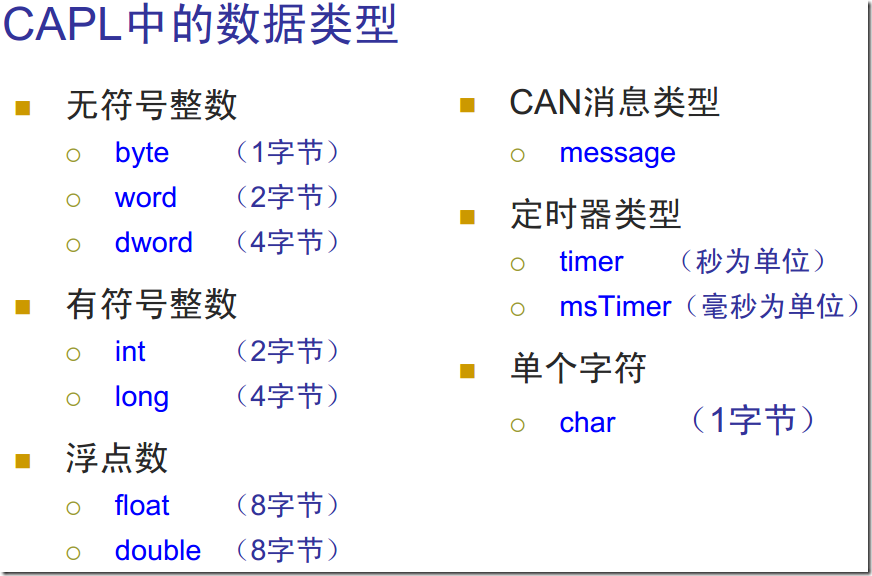 CAPL中的数据类型
无符号整数
byte （1字节）
word （2字节）
dword （4字节）
有符号整数
int （2字节）
long （4字节）
浮点数
float （8字节）
double （8字节）
CAN消息类型
message
定时器类型
timer （秒为单位）
msTimer（毫秒为单位）
单个字符
char （1字节）